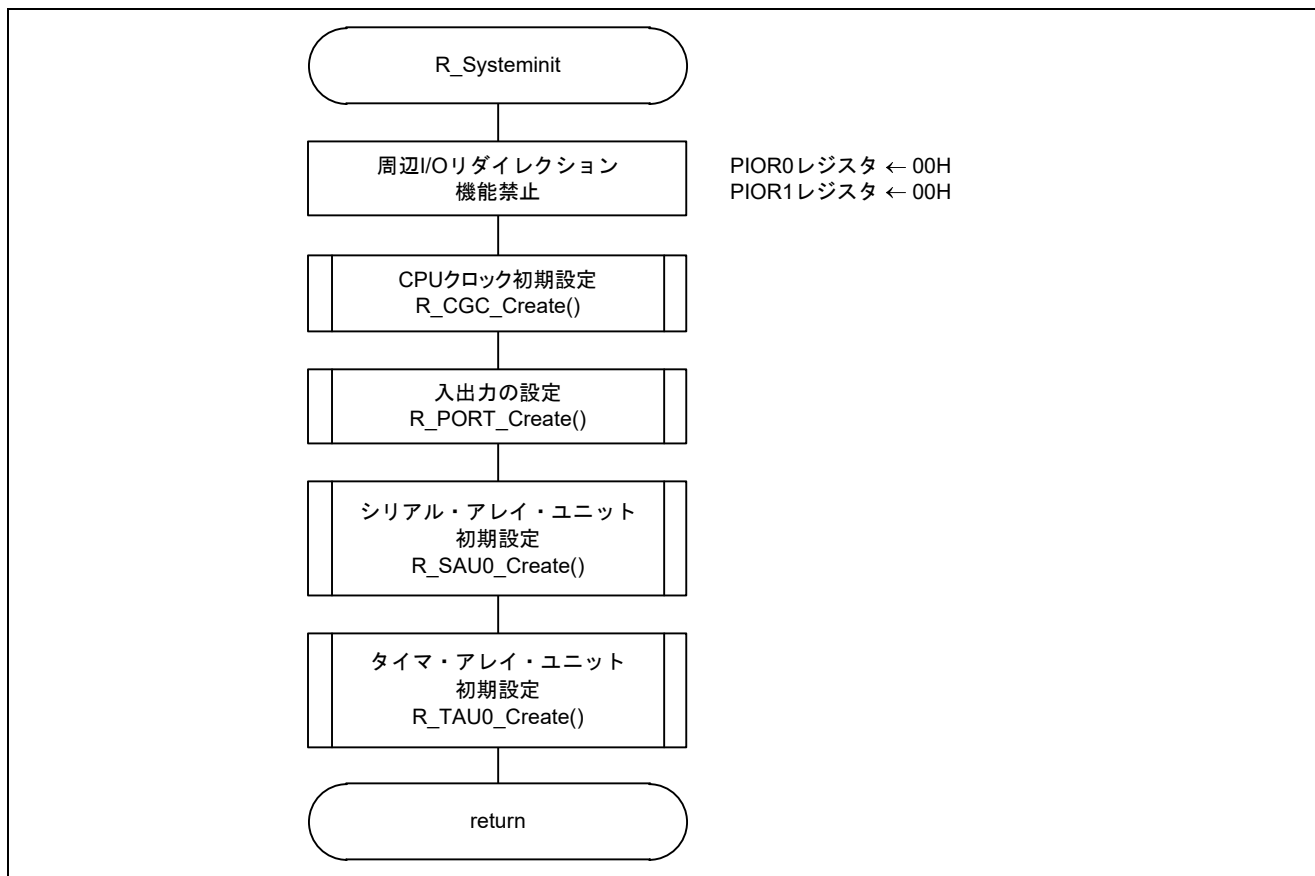 R_Systeminit
周辺I/Oリダイレクション
機能禁止
PIOR0レジスタ ← 00H
PIOR1レジスタ ← 00H
CPUクロック初期設定
R_CGC_Create()
入出力の設定
R_PORT_Create()
シリアル・アレイ・ユニット
初期設定
R_SAU0_Create()
タイマ・アレイ・ユニット
初期設定
R_TAU0_Create()
return